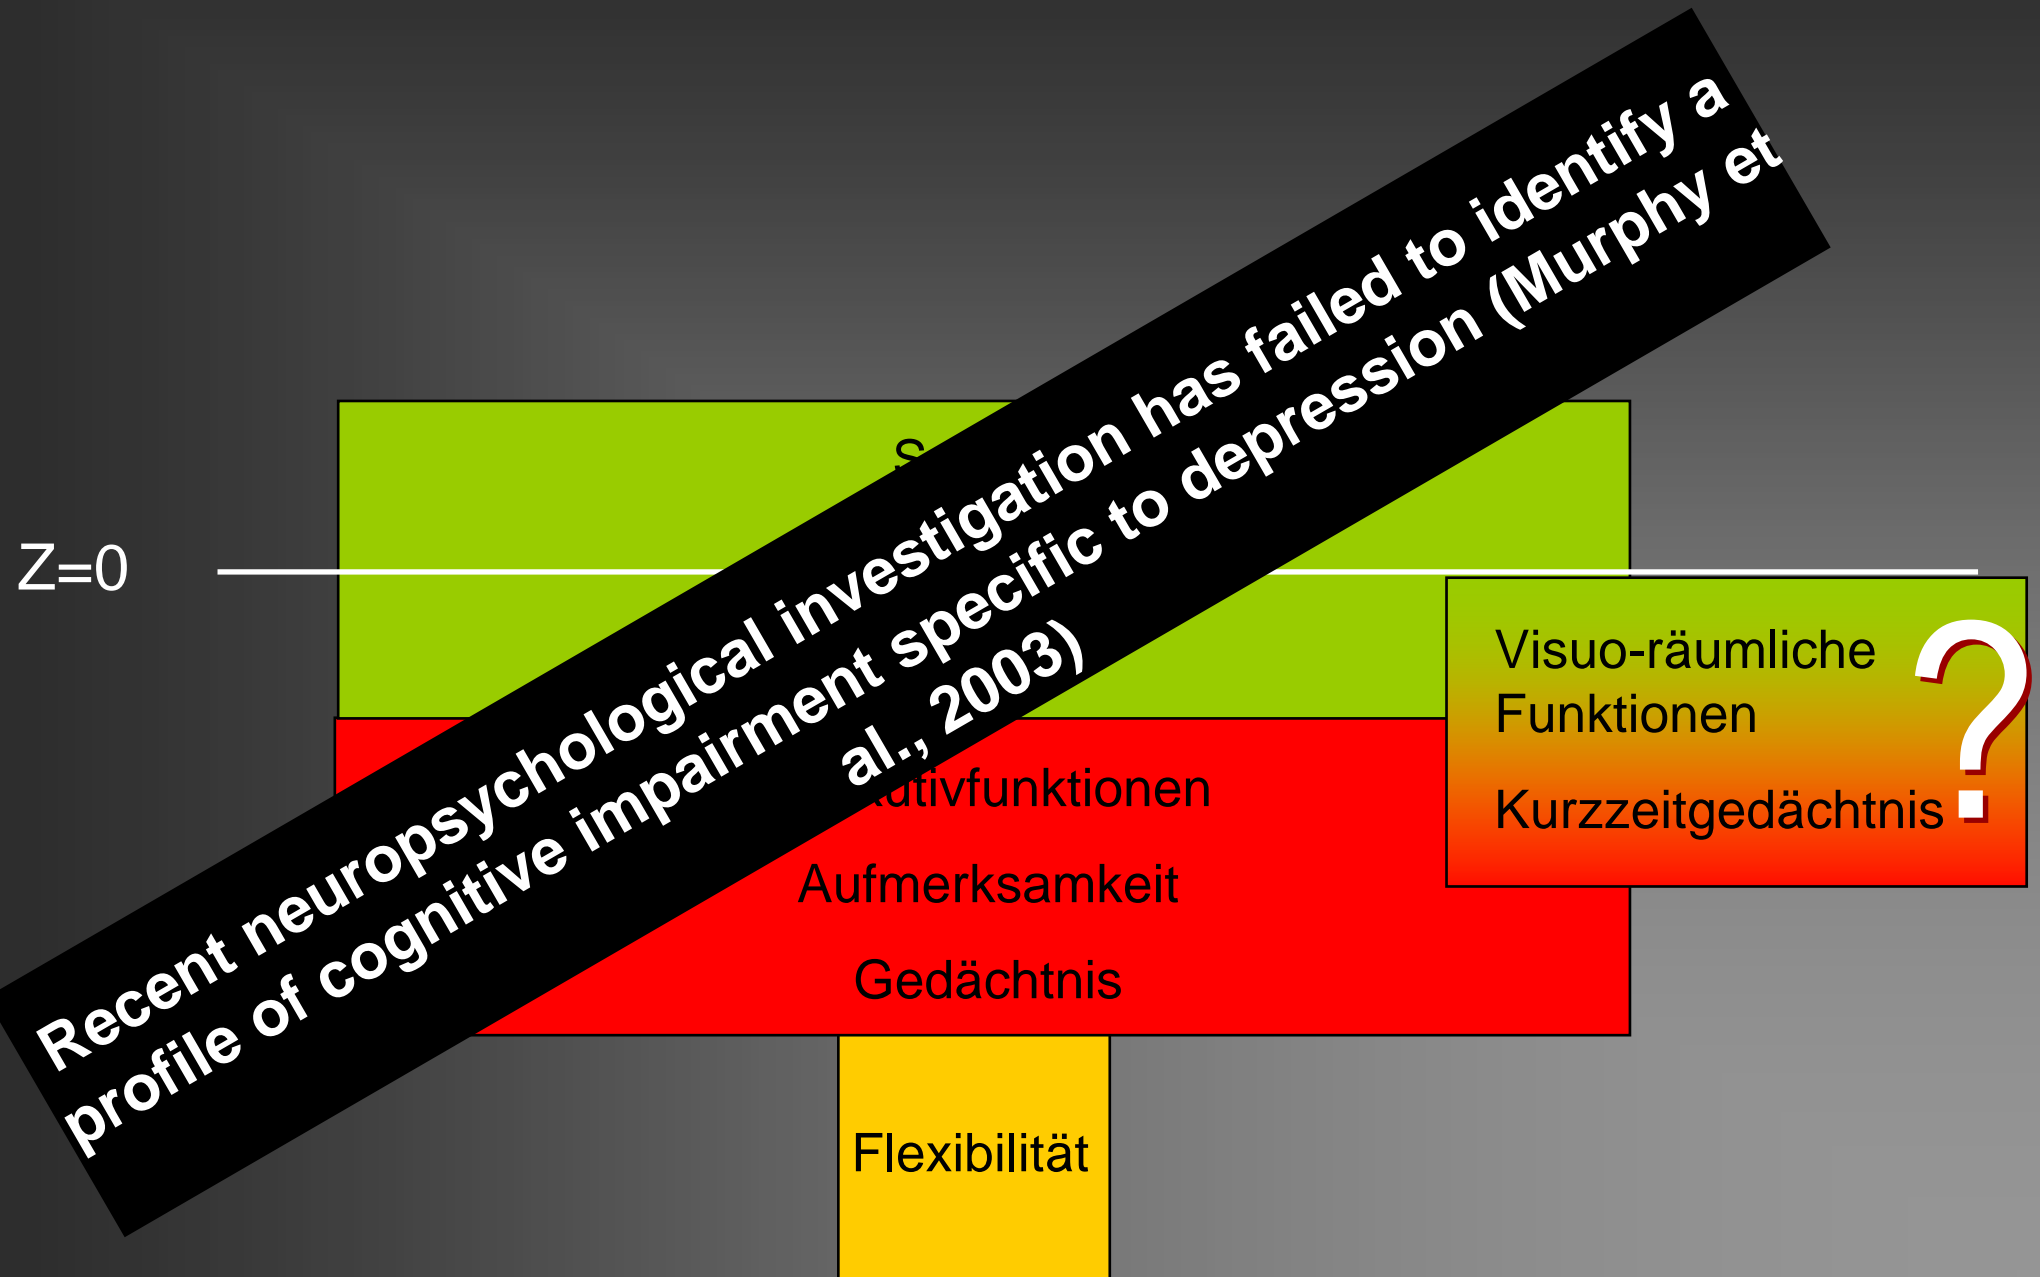 Recent neuropsychological investigation has failed to identify a
profile of cognitive impairment specific to depression (Murphy et
al., 2003)
Z=0
Visuo-räumliche
Funktionen
Kurzzeitgedächtnis
?
Aufmerksamkeit
Gedächtnis
Flexibilität